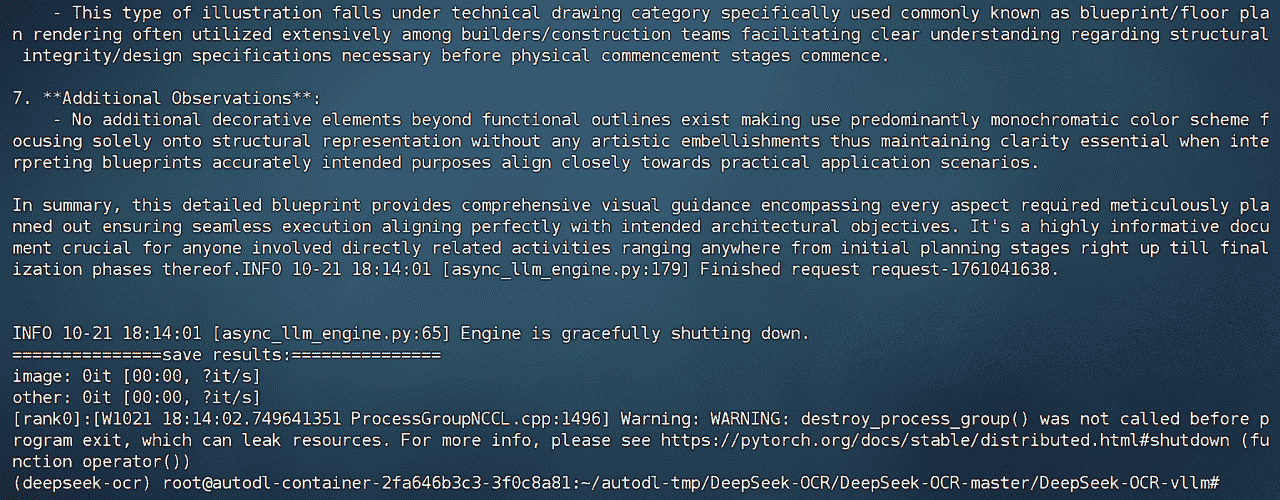 - This type of illustration falls under technical drawing category specifically used commonly known as blueprint/floor pla
n rendering often utilized extensively among builders/construction teams facilitating clear understanding regarding structural
 integrity/design specifications necessary before physical commencement stages commence.

7. **Additional Observations**:
    - No additional decorative elements beyond functional outlines exist making use predominantly monochromatic color scheme f
ocusing solely onto structural representation without any artistic embellishments thus maintaining clarity essential when inte
rpreting blueprints accurately intended purposes align closely towards practical application scenarios.

In summary, this detailed blueprint provides comprehensive visual guidance encompassing every aspect required meticulously pla
nned out ensuring seamless execution aligning perfectly with intended architectural objectives. It's a highly informative docu
ment crucial for anyone involved directly related activities ranging anywhere from initial planning stages right up till final
ization phases thereof.INFO 10-21 18:14:01 [async_llm_engine.py:179] Finished request request-1761041638.

INFO 10-21 18:14:01 [async_llm_engine.py:65] Engine is gracefully shutting down.
===============save results:===============
image: 0it [00:00, ?it/s]
other: 0it [00:00, ?it/s]
[rank0]:[W1021 18:14:02.749641351 ProcessGroupNCCL.cpp:1496] Warning: WARNING: destroy_process_group() was not called before p
rogram exit, which can leak resources. For more info, please see https://pytorch.org/docs/stable/distributed.html#shutdown (fu
nction operator())
(deepseek-ocr) root@autodl-container-2fa646b3c3-3f0c8a81:~/autodl-tmp/DeepSeek-OCR/DeepSeek-OCR-master/DeepSeek-OCR-vllm#